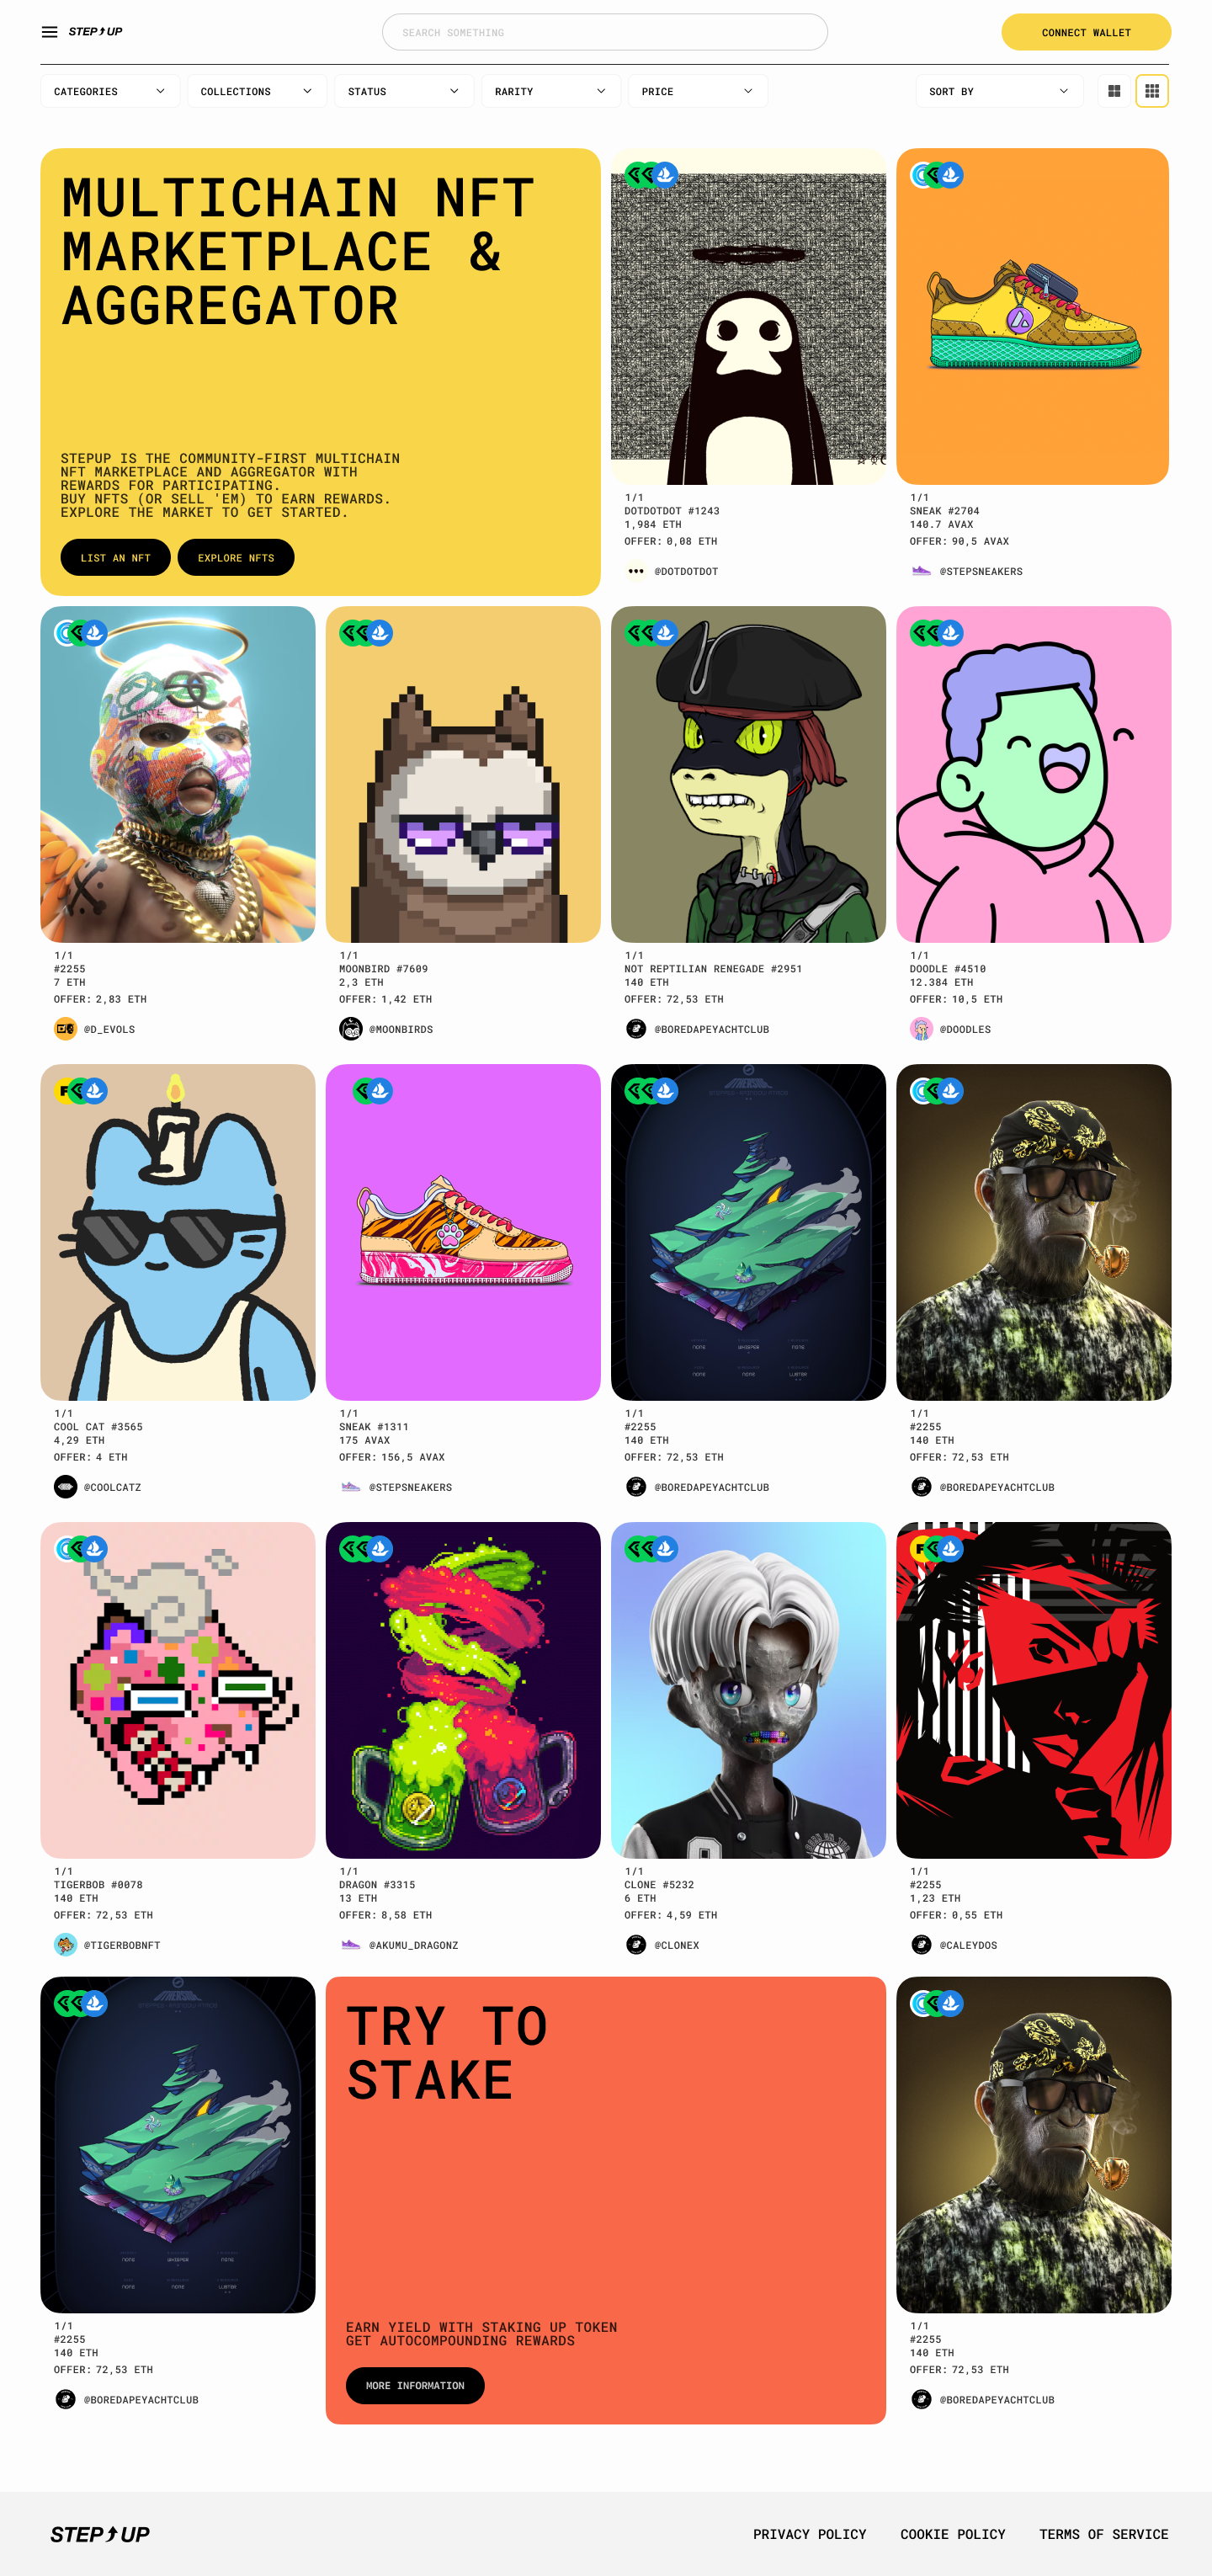 STEP UP
SEARCH SOMETHING
CONNECT WALLET
CATEGORIES
COLLECTIONS
STATUS
RARITY
PRICE
SORT BY
MULTICHAIN NFT
MARKETPLACE &
AGGREGATOR
STEPUP IS THE COMMUNITY-FIRST MULTICHAIN
NFT MARKETPLACE AND AGGREGATOR WITH
REWARDS FOR PARTICIPATING.
BUY NFTS (OR SELL 'EM) TO EARN REWARDS.
EXPLORE THE MARKET TO GET STARTED.
LIST AN NFT
EXPLORE NFTS
1/1
DOTDOTDOT #1243
1,984 ETH
OFFER: 0,08 ETH
@DOTDOTDOT
1/1
SNEAK #2704
140.7 AVAX
OFFER: 90,5 AVAX
@STEPSNEAKERS
1/1
#2255
7 ETH
OFFER: 2,83 ETH
@D_EVOLS
1/1
MOONBIRD #7609
2,3 ETH
OFFER: 1,42 ETH
@MOONBIRDS
1/1
NOT REPTILIAN RENEGADE #2951
140 ETH
OFFER: 72,53 ETH
@BOREDAPEYACHTCLUB
1/1
DOODLE #4510
12.384 ETH
OFFER: 10,5 ETH
@DOODLES
1/1
COOL CAT #3565
4,29 ETH
OFFER: 4 ETH
@COOLCATZ
1/1
SNEAK #1311
175 AVAX
OFFER: 156,5 AVAX
@STEPSNEAKERS
NONE
WHISPER
NONE
NONE
NONE
LUSTER
1/1
#2255
140 ETH
OFFER: 72,53 ETH
@BOREDAPEYACHTCLUB
1/1
#2255
140 ETH
OFFER: 72,53 ETH
@BOREDAPEYACHTCLUB
1/1
TIGERBOB #0078
140 ETH
OFFER: 72,53 ETH
@TIGERBOBNFT
1/1
DRAGON #3315
13 ETH
OFFER: 8,58 ETH
@AKUMU_DRAGONZ
1/1
CLONE #5232
6 ETH
OFFER: 4,59 ETH
@CLONEX
1/1
#2255
1,23 ETH
OFFER: 0,55 ETH
@CALEYDOS
NONE
WHISPER
NONE
NONE
NONE
LUSTER
1/1
#2255
140 ETH
OFFER: 72,53 ETH
@BOREDAPEYACHTCLUB
TRY TO
STAKE
EARN YIELD WITH STAKING UP TOKEN
GET AUTOCOMPOUNDING REWARDS
MORE INFORMATION
1/1
#2255
140 ETH
OFFER: 72,53 ETH
@BOREDAPEYACHTCLUB
STEP UP
PRIVACY POLICY
COOKIE POLICY
TERMS OF SERVICE